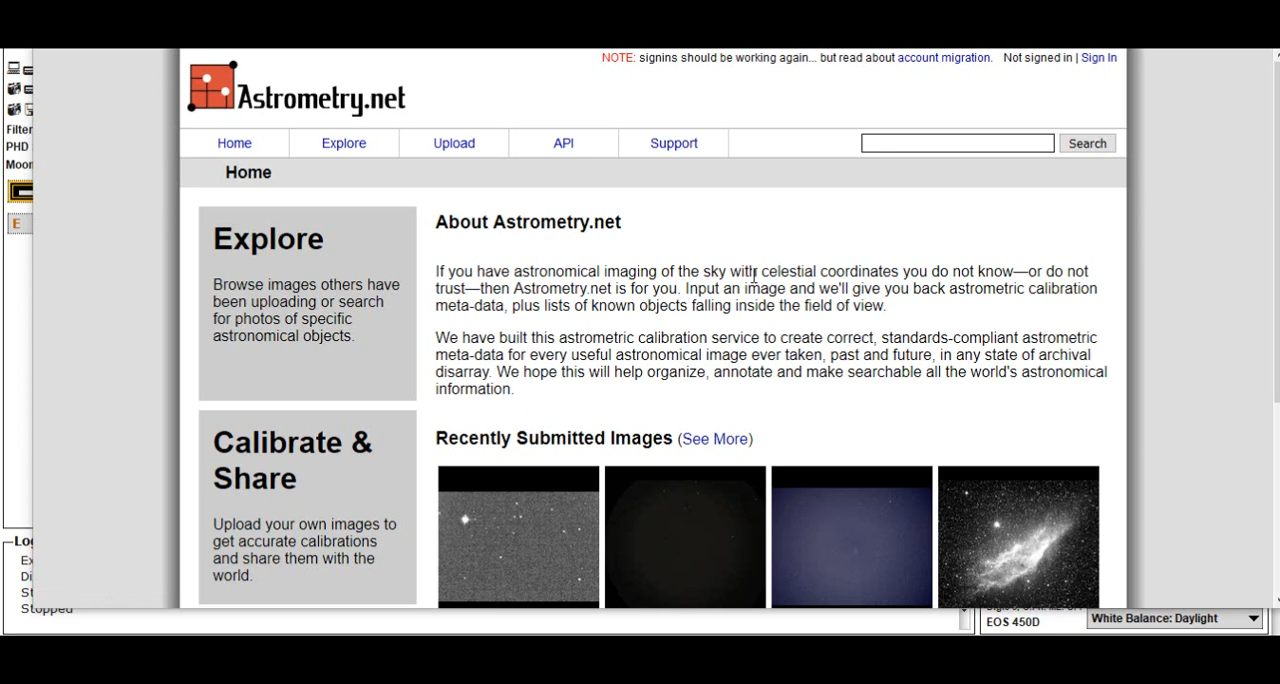 NOTE: signins should be working again... but read about account migration. Not signed in | Sign In
Astrometry.net
Home
Explore
Upload
API
Support
Search
Home
Filter
PHD
Moon
E
Explore
Browse images others have
been uploading or search
for photos of specific
astronomical objects.
About Astrometry.net
If you have astronomical imaging of the sky with celestial coordinates you do not know—or do not
trust—then Astrometry.net is for you. Input an image and we'll give you back astrometric calibration
meta-data, plus lists of known objects falling inside the field of view.
We have built this astrometric calibration service to create correct, standards-compliant astrometric
meta-data for every useful astronomical image ever taken, past and future, in any state of archival
disarray. We hope this will help organize, annotate and make searchable all the world's astronomical
information.
Calibrate &
Share
Upload your own images to
get accurate calibrations
and share them with the
world.
Recently Submitted Images (See More)
Log
Ex
Di
St
Stopped
EOS 450D
White Balance: Daylight